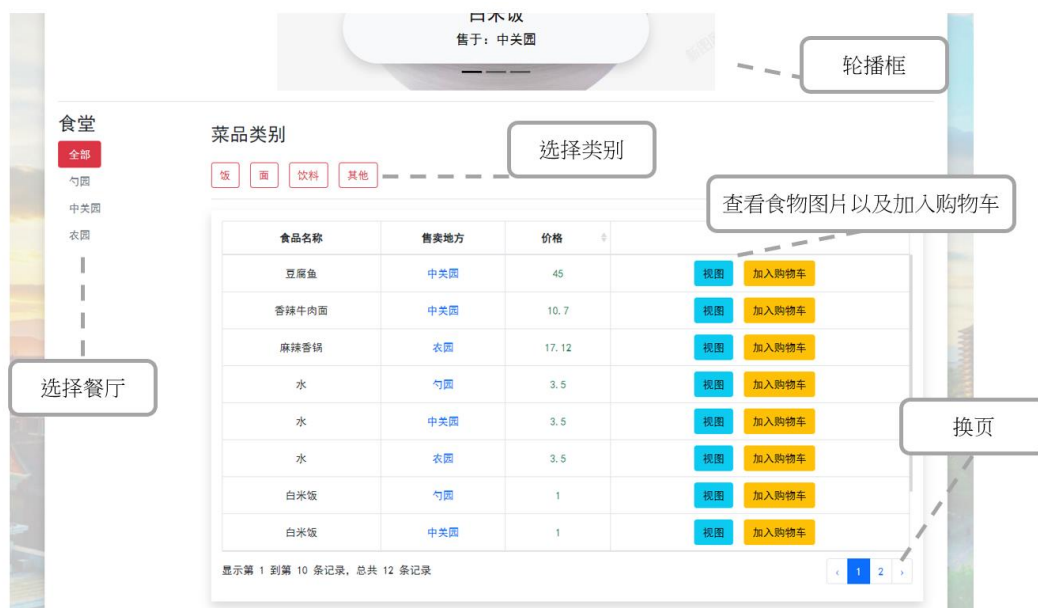 白米饭
售于：中关园
轮播框
食堂
全部
勺园
中关园
农园
选择餐厅
菜品类别
选择类别
饭 面 饮料 其他
查看食物图片以及加入购物车
食品名称 售卖地方 价格
豆腐鱼 中关园 45 视图 加入购物车
香辣牛肉面 中关园 10.7 视图 加入购物车
麻辣香锅 农园 17.12 视图 加入购物车
水 勺园 3.5 视图 加入购物车
水 中关园 3.5 视图 加入购物车
水 农园 3.5 视图 加入购物车
白米饭 勺园 1 视图 加入购物车
白米饭 中关园 1 视图 加入购物车
换页
显示第 1 到第 10 条记录，总共 12 条记录
‹ 1 2 ›